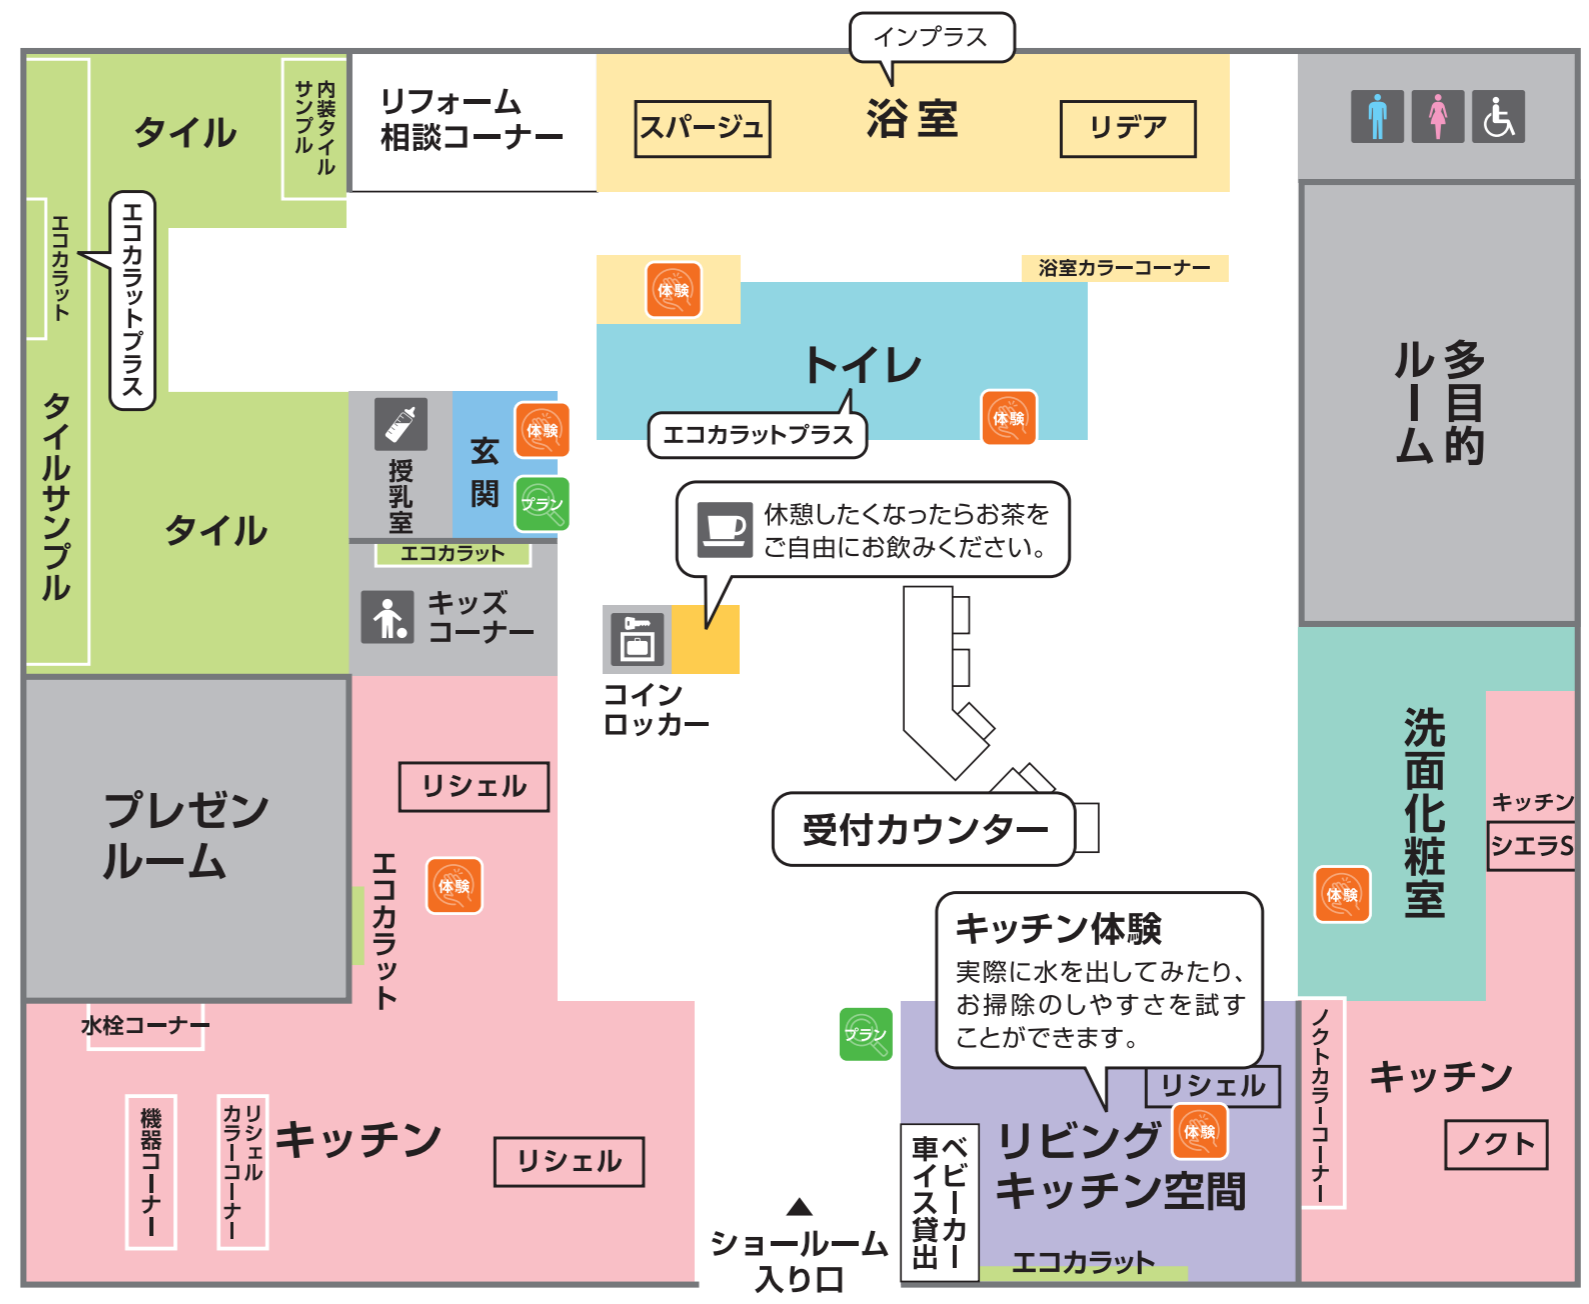 インプラス
タイル
内装タイル
サンプル
リフォーム
相談コーナー
スパージュ
浴室
リデア
エコカラット
エコカラットプラス
体験
浴室カラーコーナー
トイレ
体験
エコカラットプラス
多目的
ルーム
タイルサンプル
タイル
授乳室
玄関
体験
プラン
エコカラット
キッズ
コーナー
休憩したくなったらお茶を
ご自由にお飲みください。
コイン
ロッカー
受付カウンター
プレゼン
ルーム
リシェル
エコカラット
体験
洗面化粧室
体験
キッチン
シエラS
キッチン体験
実際に水を出してみたり、
お掃除のしやすさを試す
ことができます。
水栓コーナー
機器コーナー
リシェル
カラーコーナー
キッチン
リシェル
プラン
ショールーム
入り口
ベビーカー
車イス貸出
リシェル
リビング
体験
キッチン空間
エコカラット
ノクトカラーコーナー
キッチン
ノクト